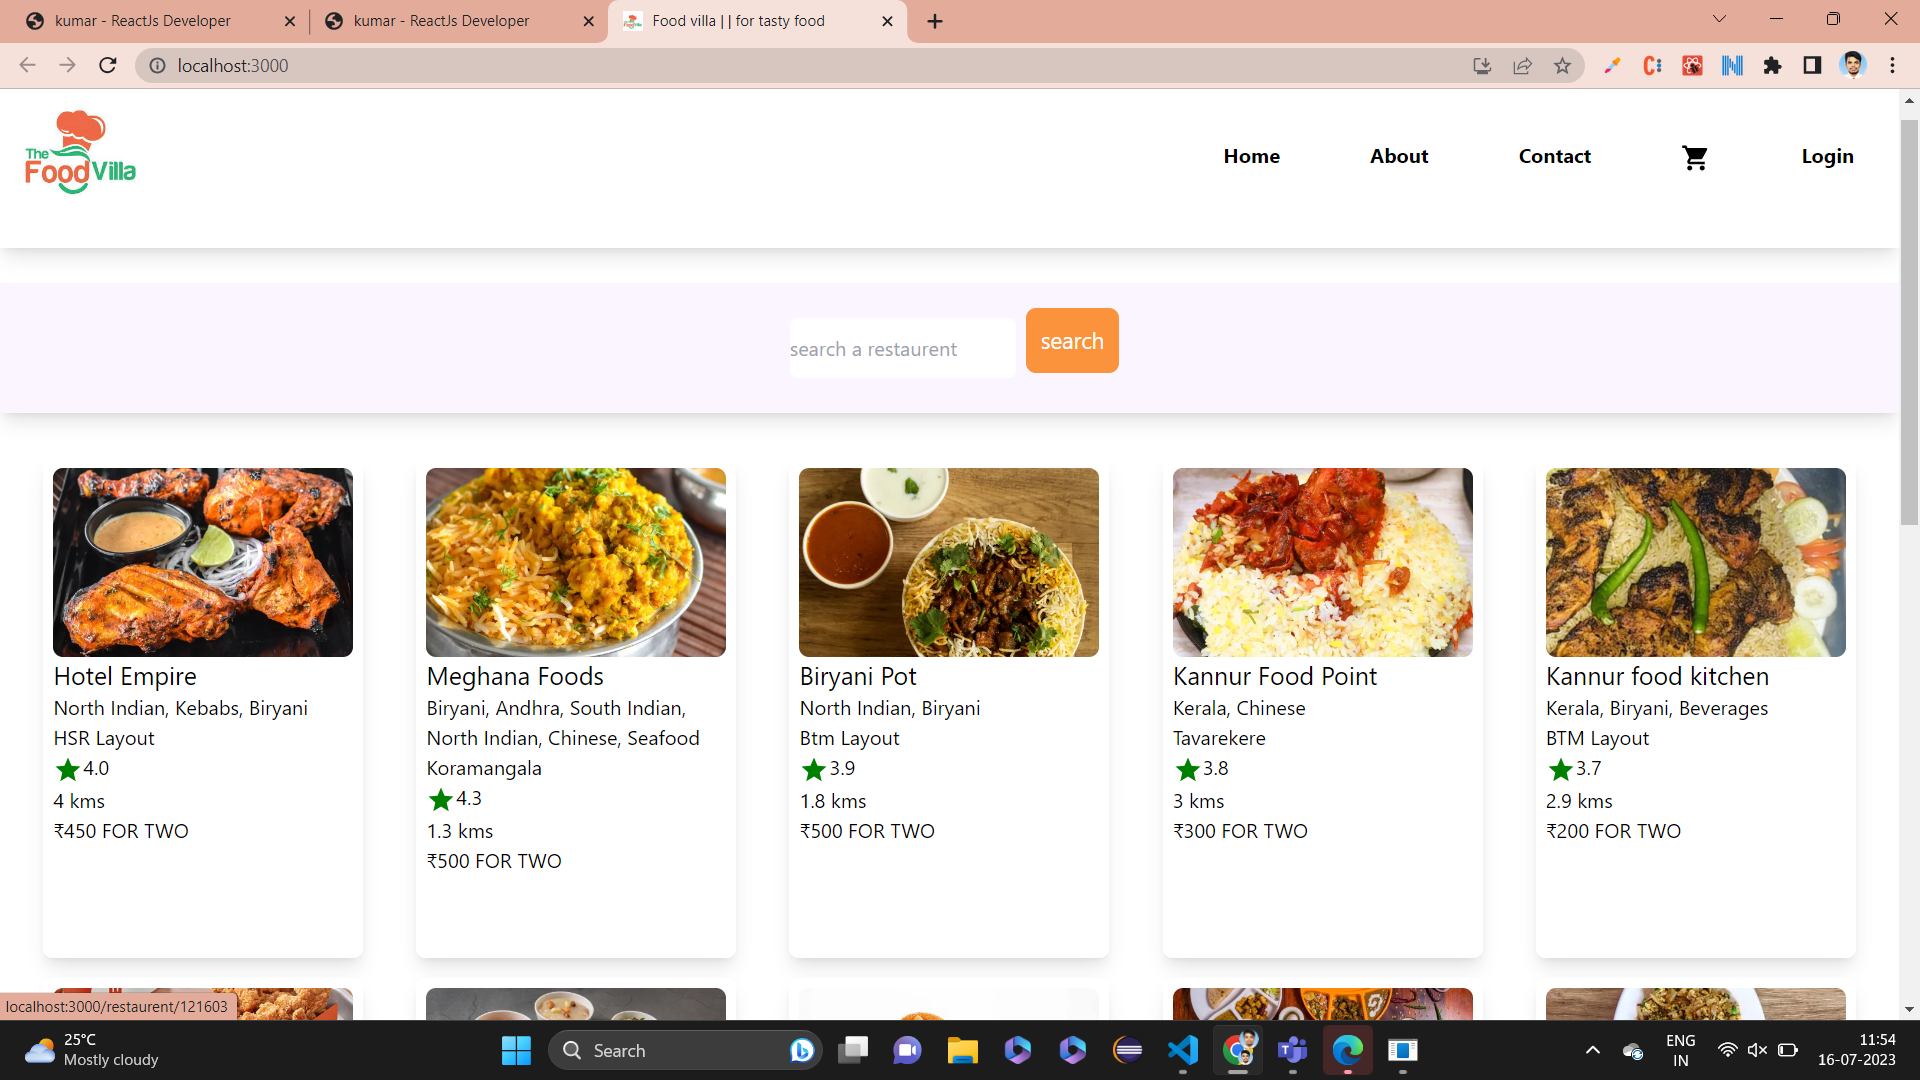 kumar - ReactJs Developer
kumar - ReactJs Developer
Food villa | | for tasty food
localhost:3000
The
FoodVilla
Home
About
Contact
Login
search a restaurent
search
Hotel Empire
North Indian, Kebabs, Biryani
HSR Layout
4.0
4 kms
₹450 FOR TWO
Meghana Foods
Biryani, Andhra, South Indian,
North Indian, Chinese, Seafood
Koramangala
4.3
1.3 kms
₹500 FOR TWO
Biryani Pot
North Indian, Biryani
Btm Layout
3.9
1.8 kms
₹500 FOR TWO
Kannur Food Point
Kerala, Chinese
Tavarekere
3.8
3 kms
₹300 FOR TWO
Kannur food kitchen
Kerala, Biryani, Beverages
BTM Layout
3.7
2.9 kms
₹200 FOR TWO
localhost:3000/restaurent/121603
25°C
Mostly cloudy
Search
ENG
IN
11:54
16-07-2023